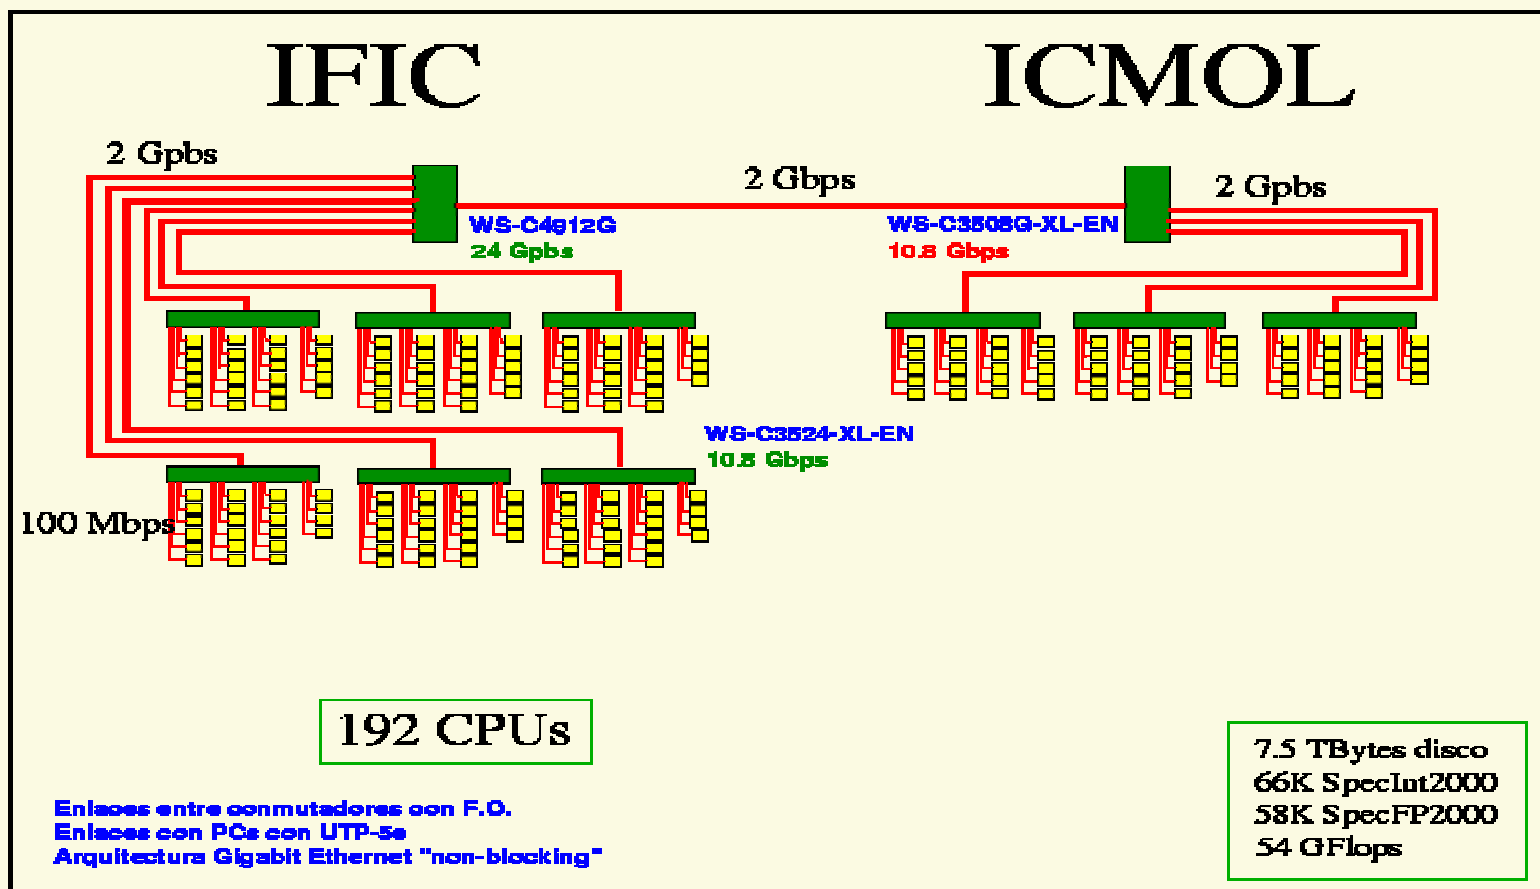 IFIC
ICMOL
2 Gpbs
2 Gbps
2 Gpbs
WS-C4912G
24 Gpbs
WS-C3508G-XL-EN
10.8 Gbps
WS-C3524-XL-EN
10.8 Gbps
100 Mbps
192 CPUs
7.5 TBytes disco
66K SpecInt2000
58K SpecFP2000
54 GFlops
Enlaces entre conmutadores con F.O.
Enlaces con PCs con UTP-5e
Arquitectura Gigabit Ethernet "non-blocking"